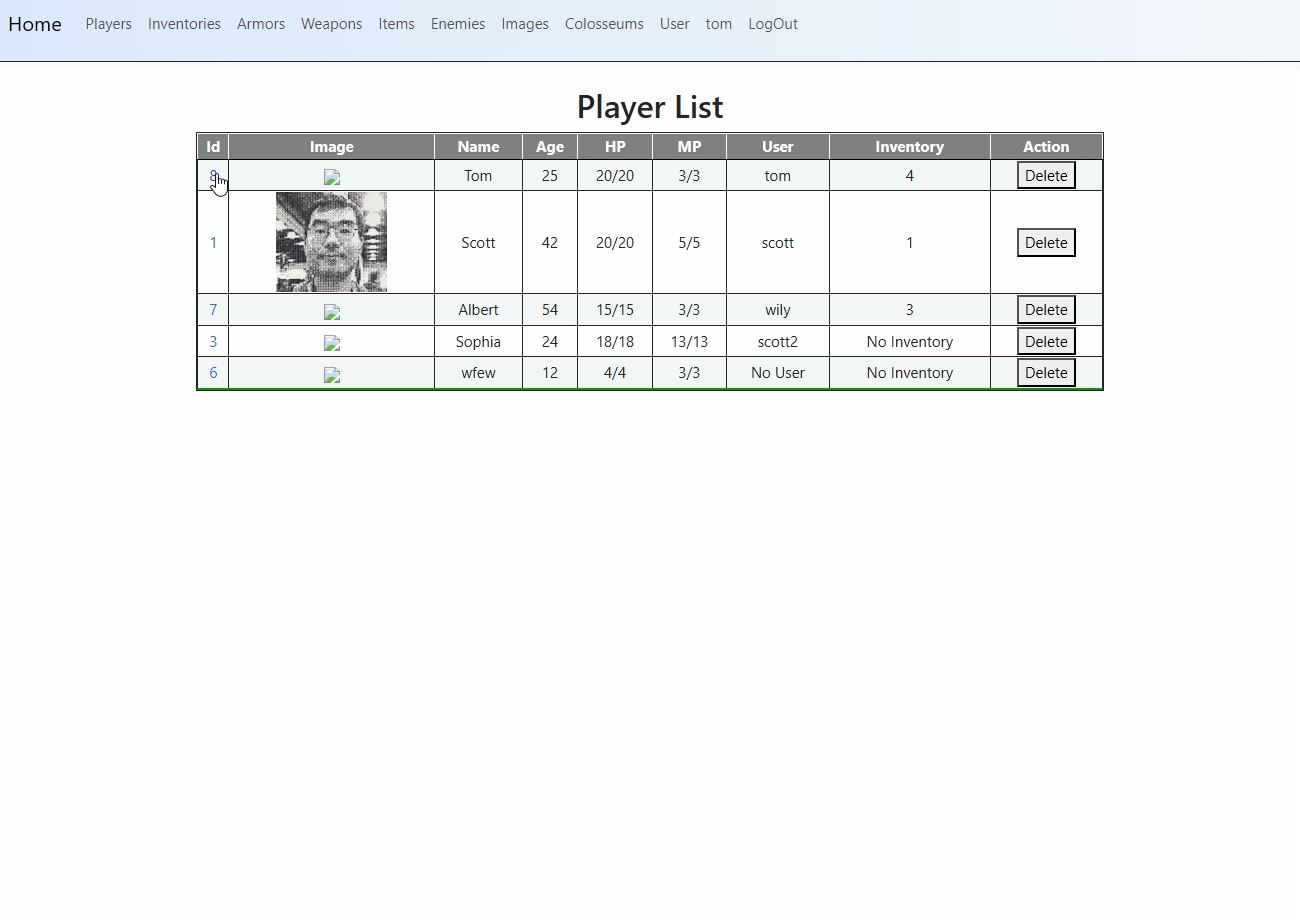 Home Players Inventories Armors Weapons Items Enemies Images Colosseums User tom LogOut
Player List
Id Image Name Age HP MP User Inventory Action
8 Tom 25 20/20 3/3 tom 4 Delete
1 Scott 42 20/20 5/5 scott 1 Delete
7 Albert 54 15/15 3/3 wily 3 Delete
3 Sophia 24 18/18 13/13 scott2 No Inventory Delete
6 wfew 12 4/4 3/3 No User No Inventory Delete